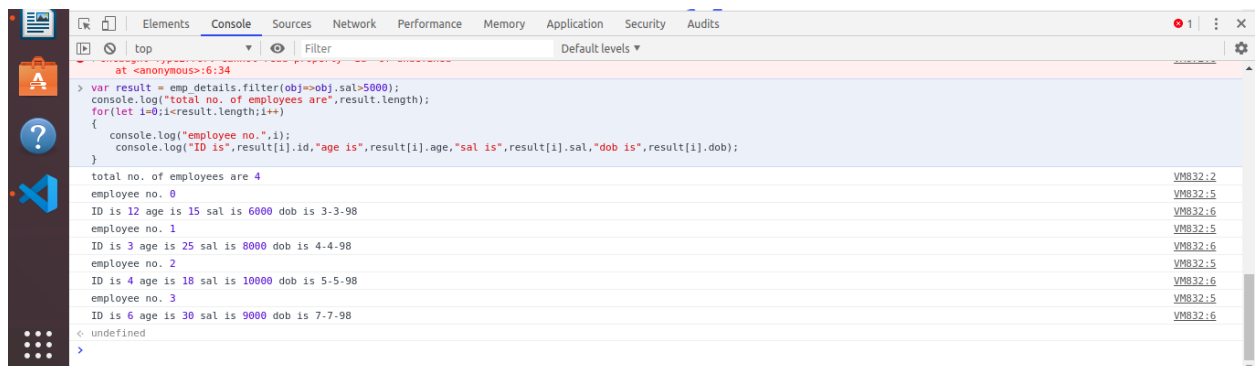 Elements Console Sources Network Performance Memory Application Security Audits 1
top Filter Default levels
at <anonymous>:6:34
> var result = emp_details.filter(obj=>obj.sal>5000);
console.log("total no. of employees are",result.length);
for(let i=0;i<result.length;i++)
{
console.log("employee no.",i);
console.log("ID is",result[i].id,"age is",result[i].age,"sal is",result[i].sal,"dob is",result[i].dob);
}
total no. of employees are 4 VM832:2
employee no. 0 VM832:5
ID is 12 age is 15 sal is 6000 dob is 3-3-98 VM832:6
employee no. 1 VM832:5
ID is 3 age is 25 sal is 8000 dob is 4-4-98 VM832:6
employee no. 2 VM832:5
ID is 4 age is 18 sal is 10000 dob is 5-5-98 VM832:6
employee no. 3 VM832:5
ID is 6 age is 30 sal is 9000 dob is 7-7-98 VM832:6
undefined